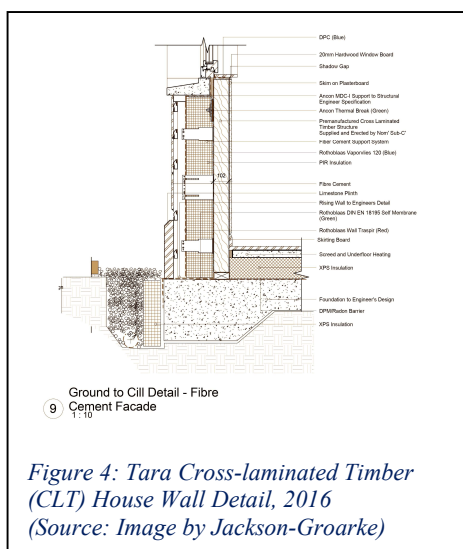 DPC (Blue)
20mm Hardwood Window Board
Shadow Gap
Skim on Plasterboard
Ancon MDC-I Support to Structural
Engineer Specification
Ancon Thermal Break (Green)
Premanufactured Cross Laminated
Timber Structure
Supplied and Erected by Nom' Sub-C'
Fiber Cement Support System
Rothoblaas Vaporvlies 120 (Blue)
PIR Insulation
102
Fibre Cement
Limestone Plinth
Rising Wall to Engineers Detail
Rothoblaas DIN EN 18195 Self Membrane
(Green)
Rothoblaas Wall Traspir (Red)
Skirting Board
Screed and Underfloor Heating
XPS Insulation
Foundation to Engineer's Design
DPM/Radon Barrier
XPS Insulation
9
Ground to Cill Detail - Fibre
Cement Facade
1 : 10
Figure 4: Tara Cross-laminated Timber
(CLT) House Wall Detail, 2016
(Source: Image by Jackson-Groarke)